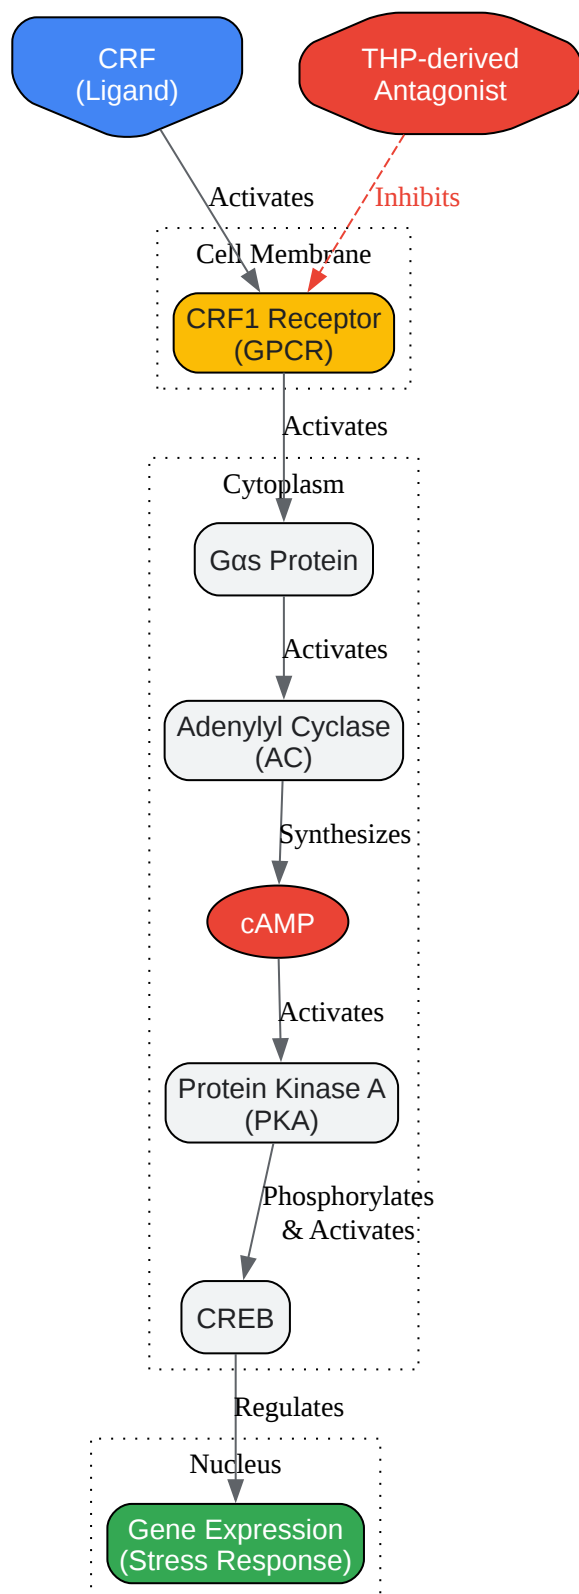 CRF
(Ligand)
THP-derived
Antagonist
Activates
Inhibits
Cell Membrane
CRF1 Receptor
(GPCR)
Activates
Cytoplasm
Gαs Protein
Activates
Adenylyl Cyclase
(AC)
Synthesizes
cAMP
Activates
Protein Kinase A
(PKA)
Phosphorylates
& Activates
CREB
Regulates
Nucleus
Gene Expression
(Stress Response)